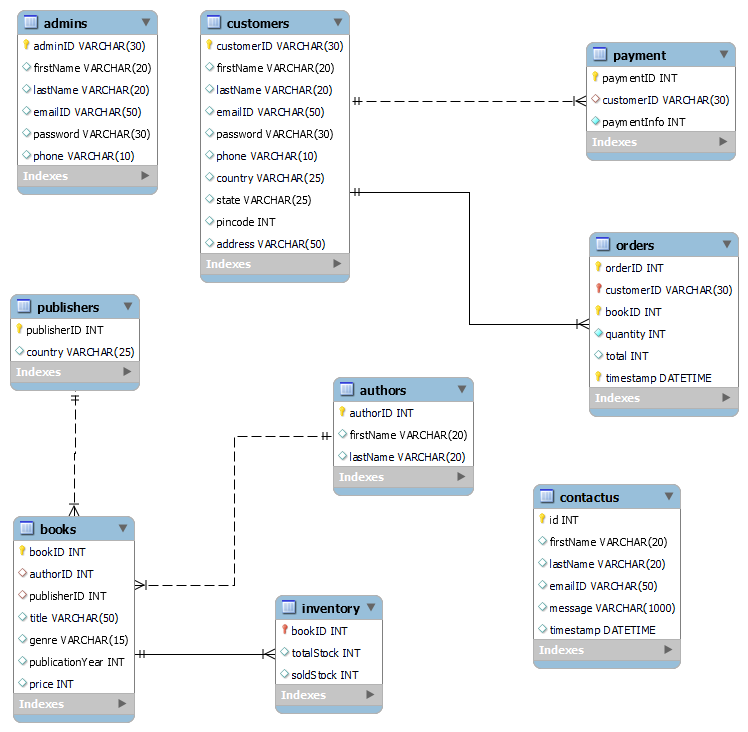 admins
adminID VARCHAR(30)
firstName VARCHAR(20)
lastName VARCHAR(20)
emailID VARCHAR(50)
password VARCHAR(30)
phone VARCHAR(10)
Indexes
customers
customerID VARCHAR(30)
firstName VARCHAR(20)
lastName VARCHAR(20)
emailID VARCHAR(50)
password VARCHAR(30)
phone VARCHAR(10)
country VARCHAR(25)
state VARCHAR(25)
pincode INT
address VARCHAR(50)
Indexes
payment
paymentID INT
customerID VARCHAR(30)
paymentInfo INT
Indexes
orders
orderID INT
customerID VARCHAR(30)
bookID INT
quantity INT
total INT
timestamp DATETIME
Indexes
publishers
publisherID INT
country VARCHAR(25)
Indexes
authors
authorID INT
firstName VARCHAR(20)
lastName VARCHAR(20)
Indexes
contactus
id INT
firstName VARCHAR(20)
lastName VARCHAR(20)
emailID VARCHAR(50)
message VARCHAR(1000)
timestamp DATETIME
Indexes
books
bookID INT
authorID INT
publisherID INT
title VARCHAR(50)
genre VARCHAR(15)
publicationYear INT
price INT
Indexes
inventory
bookID INT
totalStock INT
soldStock INT
Indexes